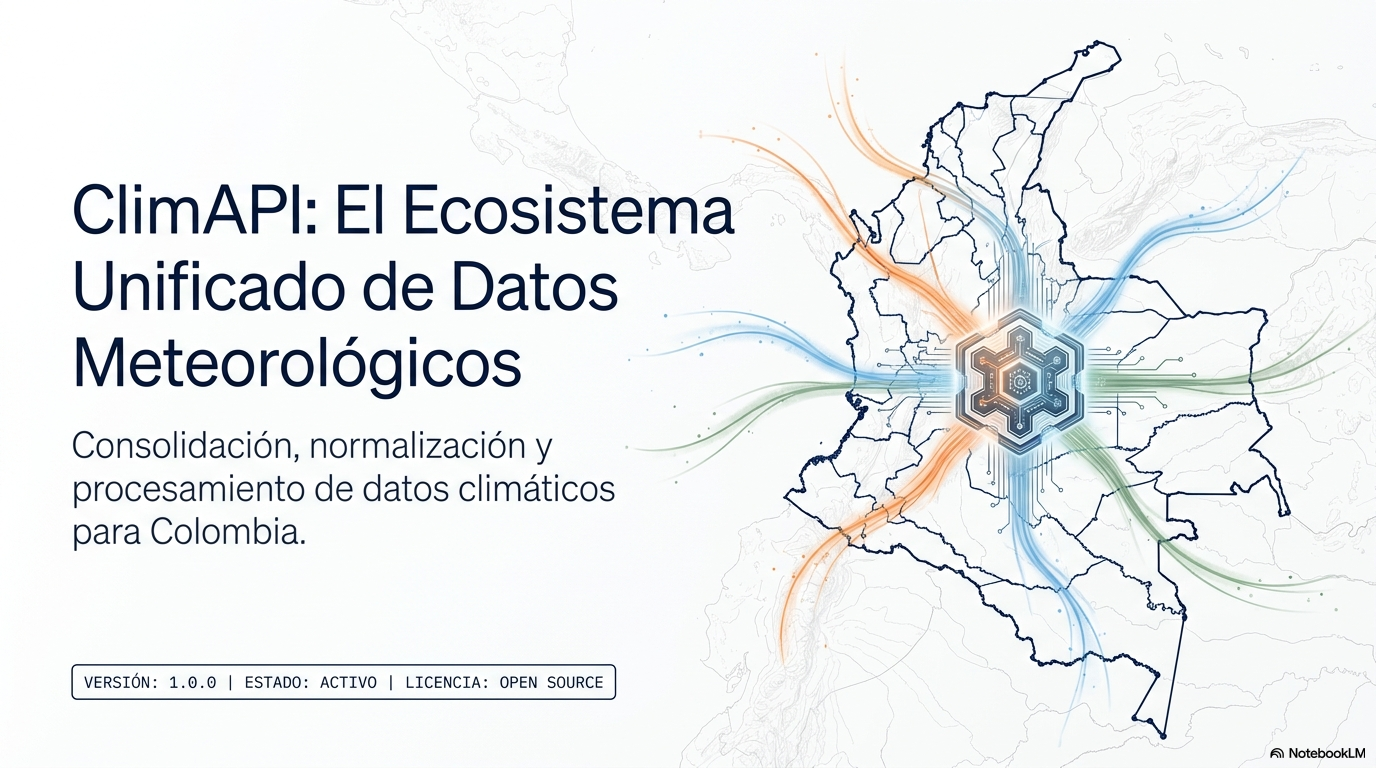 ClimAPI: El Ecosistema
Unificado de Datos
Meteorológicos
Consolidación, normalización y
procesamiento de datos climáticos
para Colombia.
VERSIÓN: 1.0.0 | ESTADO: ACTIVO | LICENCIA: OPEN SOURCE
NotebookLM